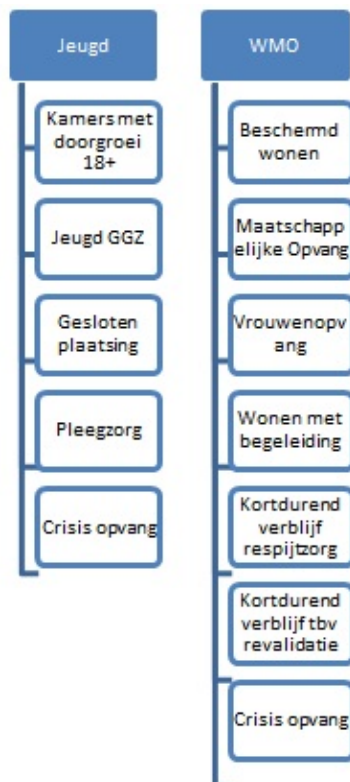 Jeugd
Kamers met
doorgroei
18+
Jeugd GGZ
Gesloten
plaatsing
Pleegzorg
Crisis opvang
WMO
Beschermd
wonen
Maatschapp
elijke Opvang
Vrouwenopv
ang
Wonen met
begeleiding
Kortdurend
verblijf
respijtzorg
Kortdurend
verblijf tbv
revalidatie
Crisis opvang